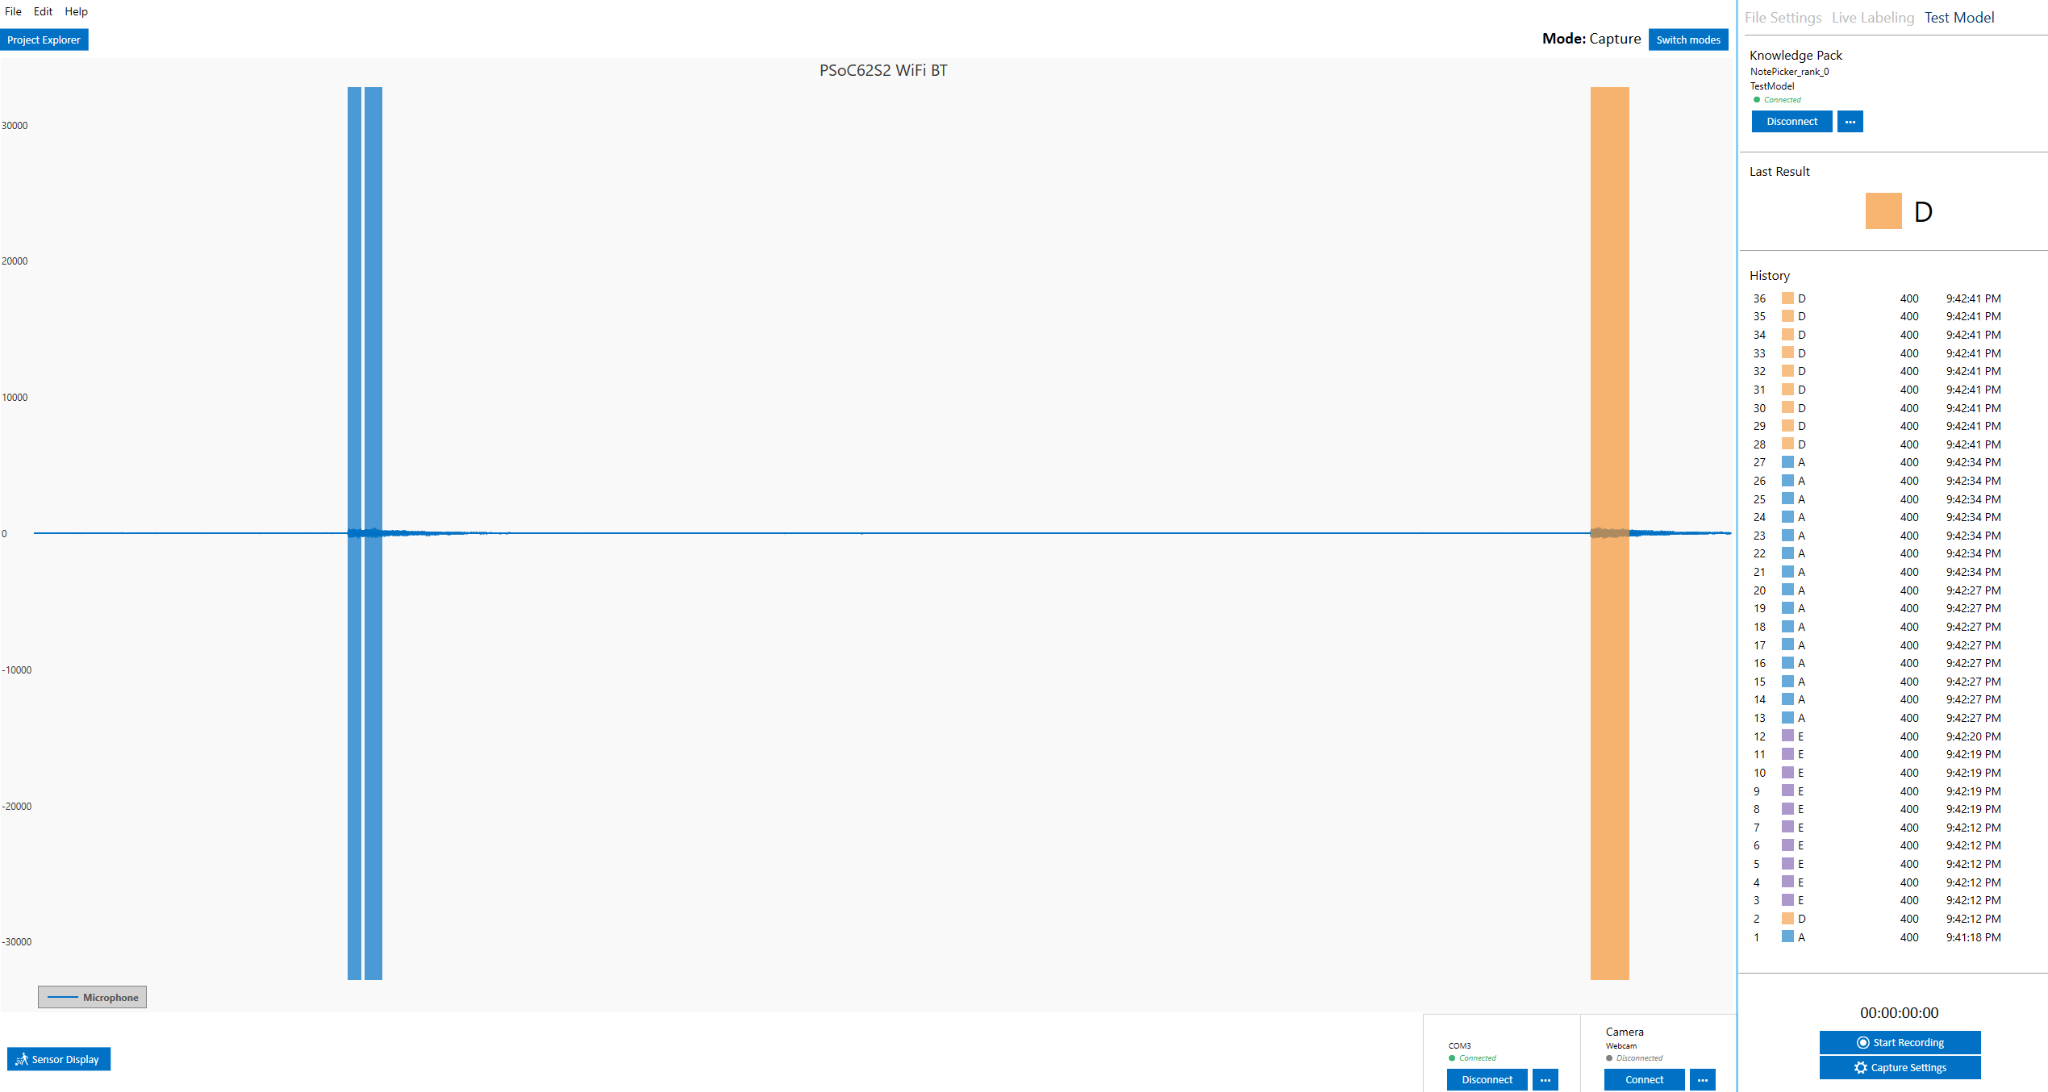 File Edit Help
Project Explorer
Mode: Capture Switch modes
PSoC62S2 WiFi BT
30000
20000
10000
0
-10000
-20000
-30000
Microphone
Sensor Display
COM3
Connected
Disconnect ...
Camera
Webcam
Disconnected
Connect ...
File Settings Live Labeling Test Model
Knowledge Pack
NotePicker_rank_0
TestModel
Connected
Disconnect ...
Last Result
D
History
36 D 400 9:42:41 PM
35 D 400 9:42:41 PM
34 D 400 9:42:41 PM
33 D 400 9:42:41 PM
32 D 400 9:42:41 PM
31 D 400 9:42:41 PM
30 D 400 9:42:41 PM
29 D 400 9:42:41 PM
28 D 400 9:42:41 PM
27 A 400 9:42:34 PM
26 A 400 9:42:34 PM
25 A 400 9:42:34 PM
24 A 400 9:42:34 PM
23 A 400 9:42:34 PM
22 A 400 9:42:34 PM
21 A 400 9:42:34 PM
20 A 400 9:42:27 PM
19 A 400 9:42:27 PM
18 A 400 9:42:27 PM
17 A 400 9:42:27 PM
16 A 400 9:42:27 PM
15 A 400 9:42:27 PM
14 A 400 9:42:27 PM
13 A 400 9:42:27 PM
12 E 400 9:42:20 PM
11 E 400 9:42:19 PM
10 E 400 9:42:19 PM
9 E 400 9:42:19 PM
8 E 400 9:42:19 PM
7 E 400 9:42:12 PM
6 E 400 9:42:12 PM
5 E 400 9:42:12 PM
4 E 400 9:42:12 PM
3 E 400 9:42:12 PM
2 D 400 9:42:12 PM
1 A 400 9:41:18 PM
00:00:00:00
Start Recording
Capture Settings